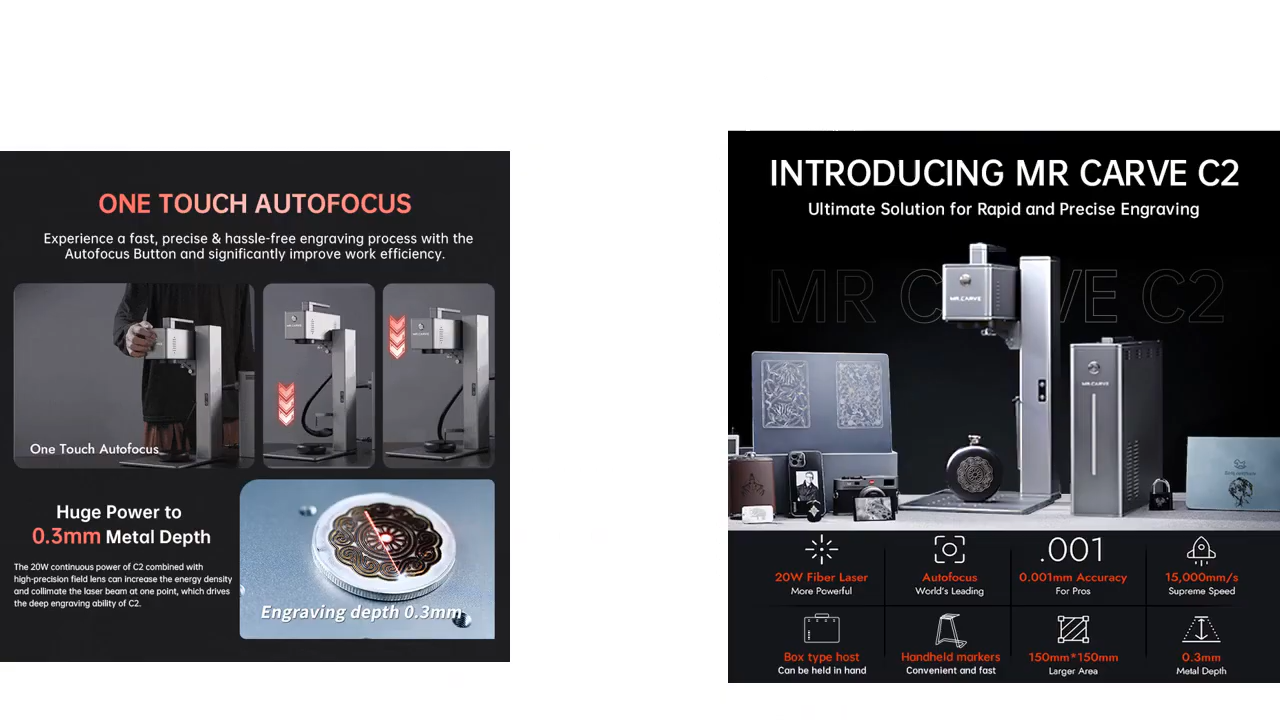 ONE TOUCH AUTOFOCUS
Experience a fast, precise & hassle-free engraving process with the
Autofocus Button and significantly improve work efficiency.
One Touch Autofocus
Huge Power to
0.3mm Metal Depth
The 20W continuous power of C2 combined with
high-precision field lens can increase the energy density
and collimate the laser beam at one point, which drives
the deep engraving ability of C2.
Engraving depth 0.3mm
INTRODUCING MR CARVE C2
Ultimate Solution for Rapid and Precise Engraving
MR CARVE C2
MR.CARVE
MR.CARVE
.001
20W Fiber Laser
More Powerful
Autofocus
World's Leading
0.001mm Accuracy
For Pros
15,000mm/s
Supreme Speed
Box type host
Can be held in hand
Handheld markers
Convenient and fast
150mm*150mm
Larger Area
0.3mm
Metal Depth